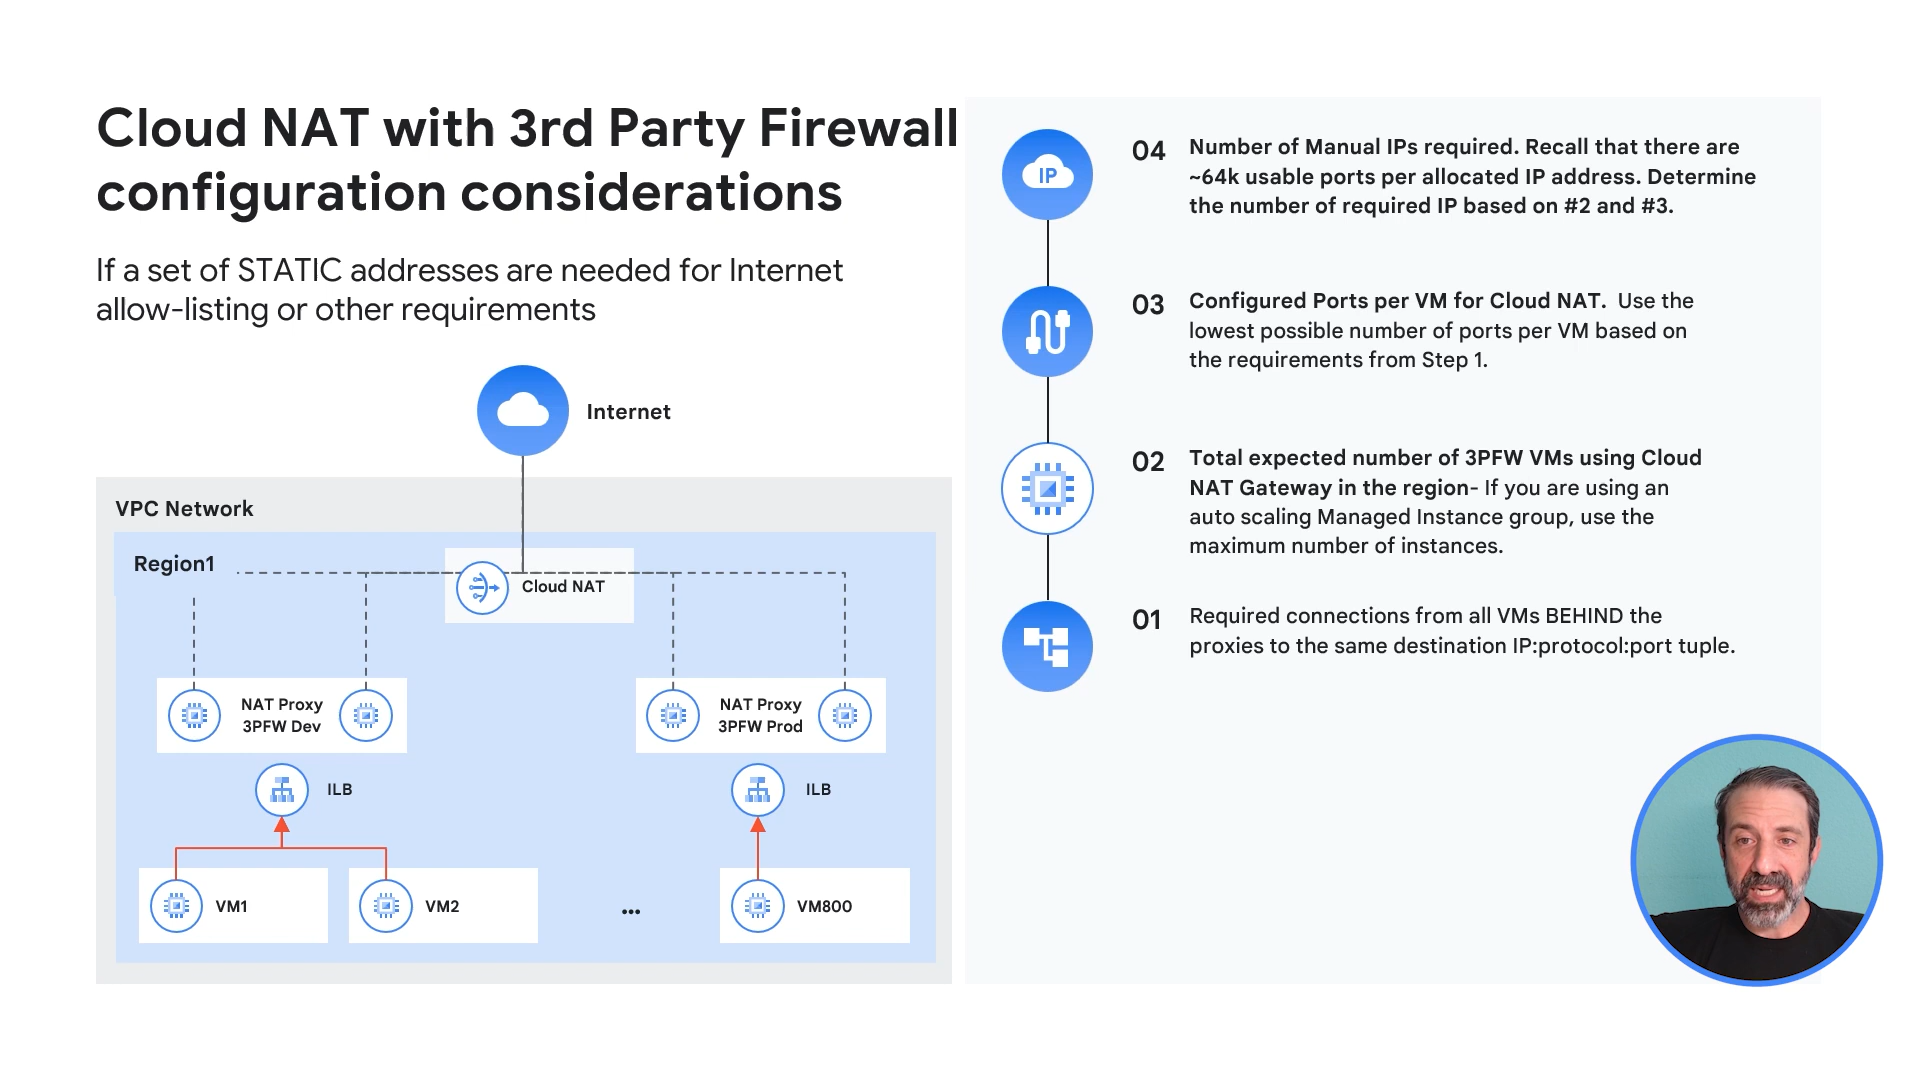 Cloud NAT with 3rd Party Firewall
configuration considerations
If a set of STATIC addresses are needed for Internet
allow-listing or other requirements
Internet
VPC Network
Region1
Cloud NAT
NAT Proxy
3PFW Dev
NAT Proxy
3PFW Prod
ILB
ILB
VM1
VM2
...
VM800
IP
04
Number of Manual IPs required. Recall that there are
~64k usable ports per allocated IP address. Determine
the number of required IP based on #2 and #3.
03
Configured Ports per VM for Cloud NAT. Use the
lowest possible number of ports per VM based on
the requirements from Step 1.
02
Total expected number of 3PFW VMs using Cloud
NAT Gateway in the region- If you are using an
auto scaling Managed Instance group, use the
maximum number of instances.
01
Required connections from all VMs BEHIND the
proxies to the same destination IP:protocol:port tuple.